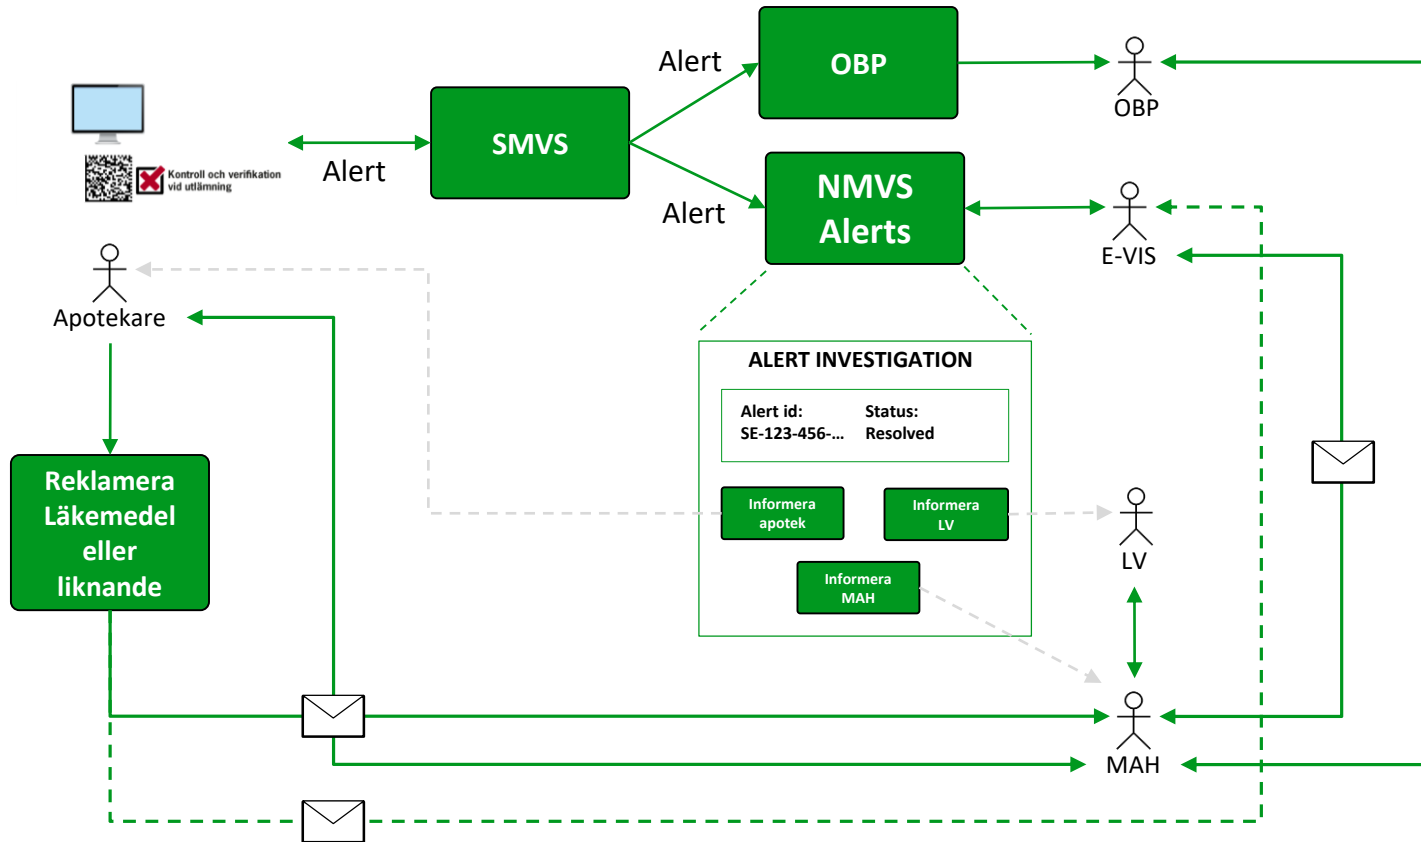 Alert
OBP
OBP
SMVS
Alert
Kontroll och verifikation
vid utlämning
NMVS
Alerts
Alert
E-VIS
Apotekare
ALERT INVESTIGATION
Alert id:
Status:
SE-123-456-...
Resolved
Reklamera
Läkemedel
eller
liknande
Informera
apotek
Informera
LV
LV
Informera
MAH
MAH